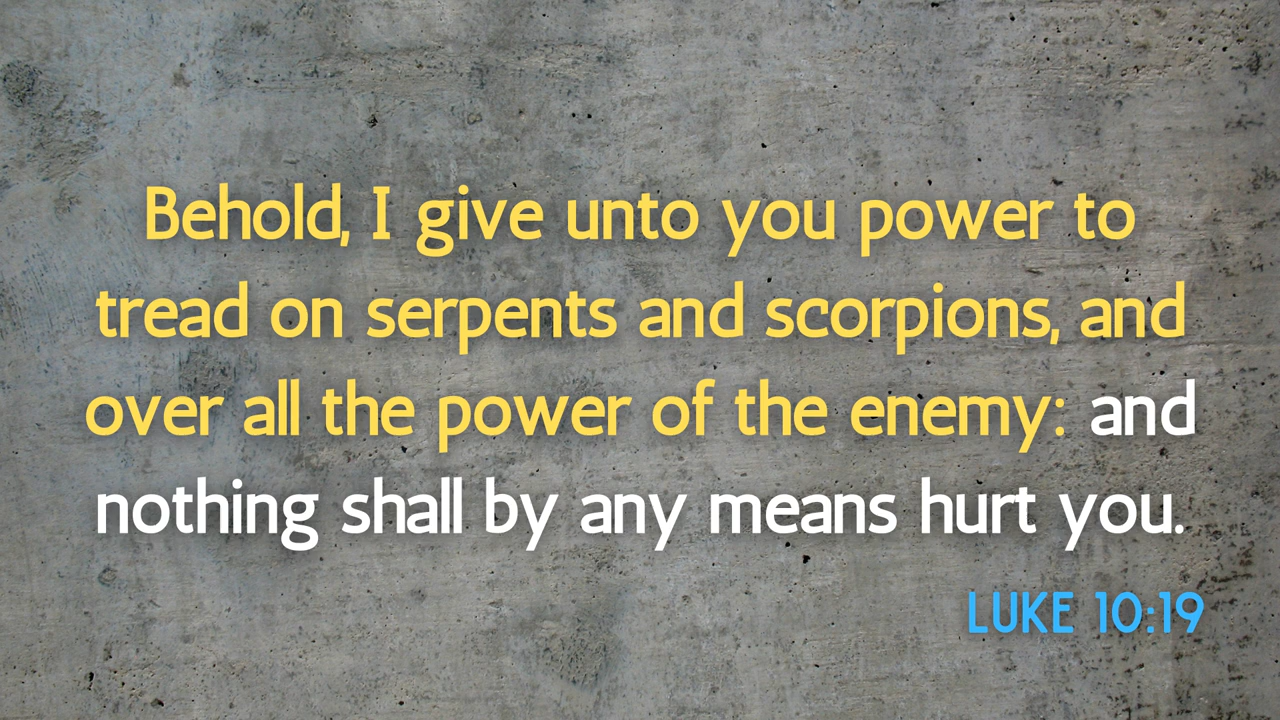 Behold, I give unto you power to
tread on serpents and scorpions, and
over all the power of the enemy: and
nothing shall by any means hurt you.
LUKE 10:19